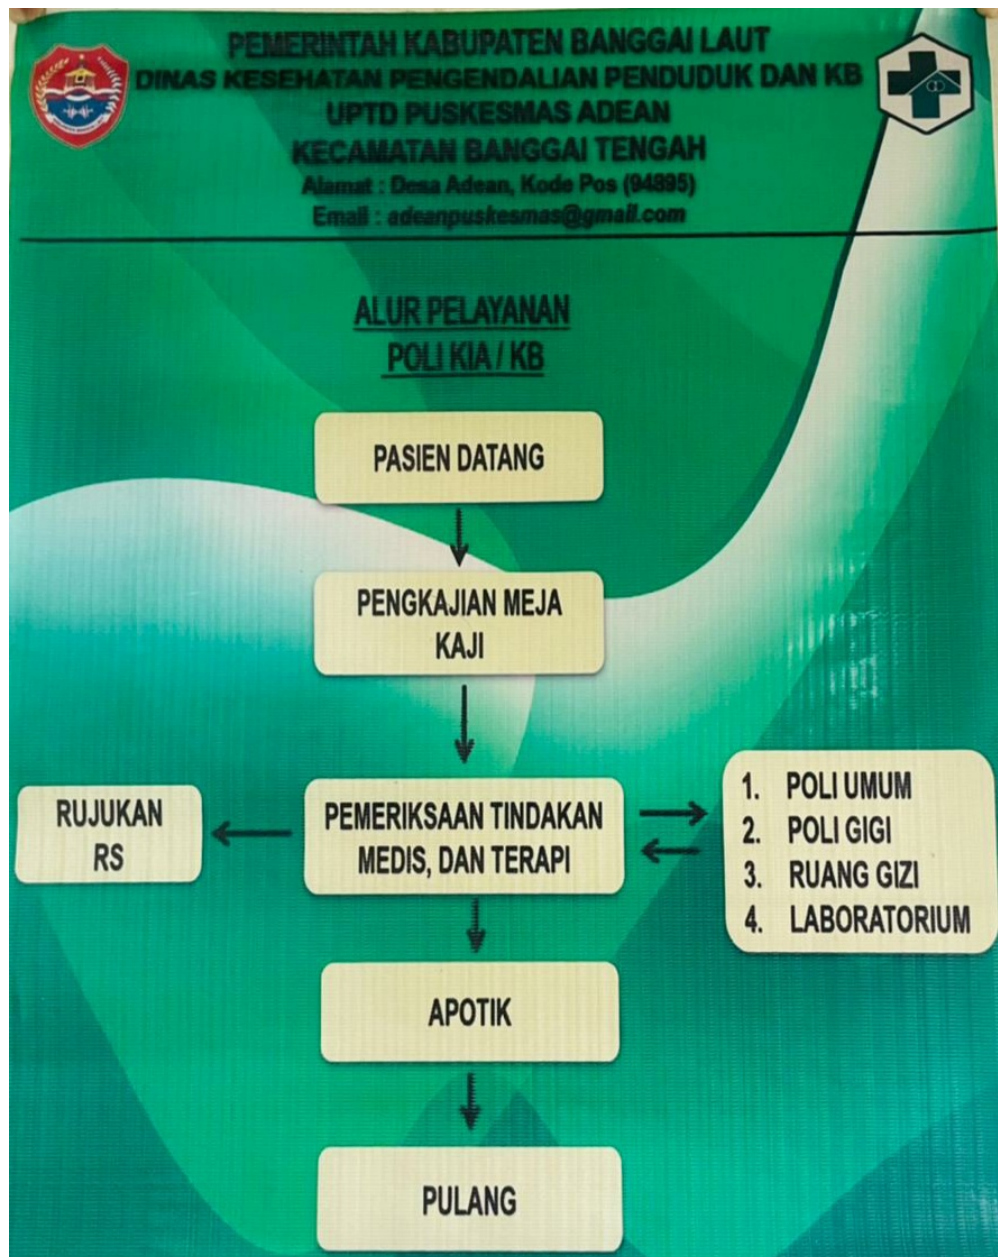 PEMERINTAH KABUPATEN BANGGAI LAUT
DINAS KESEHATAN PENGENDALIAN PENDUDUK DAN KB
UPTD PUSKESMAS ADEAN
KECAMATAN BANGGAI TENGAH
Alamat : Desa Adean, Kode Pos (94895)
Email : adeanpuskesmas@gmail.com
ALUR PELAYANAN
POLI KIA / KB
PASIEN DATANG
PENGKAJIAN MEJA
KAJI
RUJUKAN
RS
PEMERIKSAAN TINDAKAN
MEDIS, DAN TERAPI
1. POLI UMUM
2. POLI GIGI
3. RUANG GIZI
4. LABORATORIUM
APOTIK
PULANG